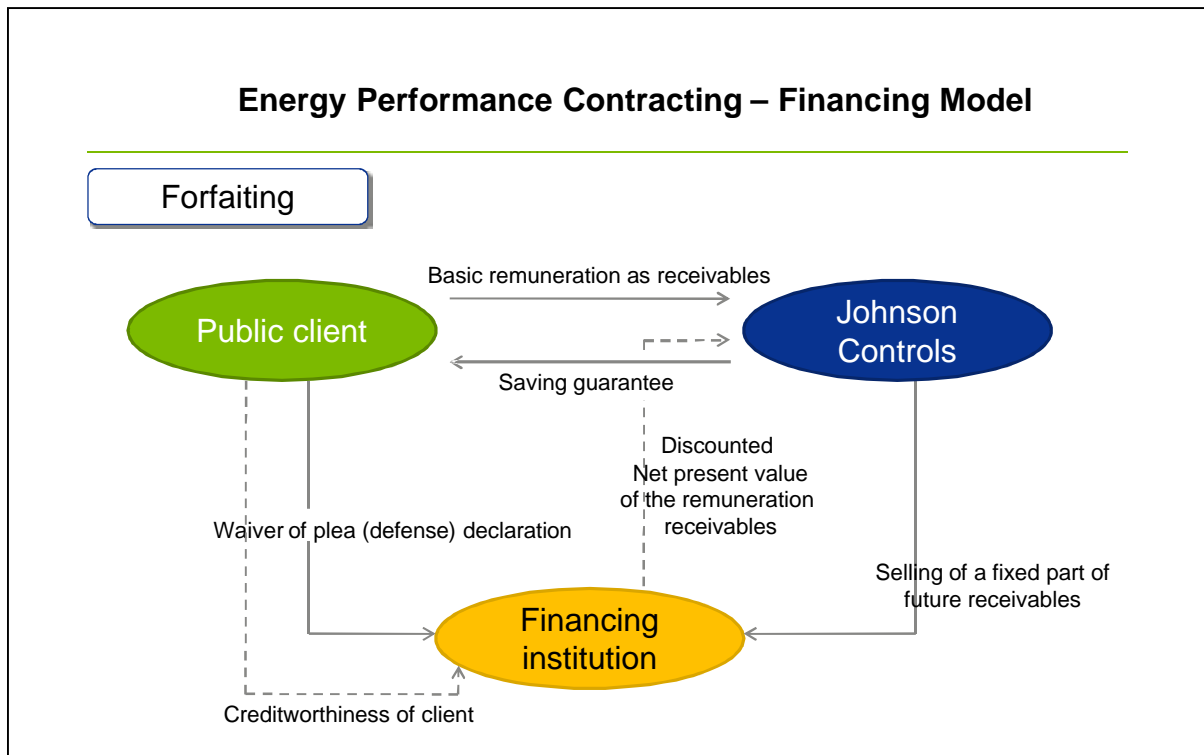 Energy Performance Contracting – Financing Model
Forfaiting
Basic remuneration as receivables
Public client
Johnson
Controls
Saving guarantee
Discounted
Net present value
of the remuneration
receivables
Waiver of plea (defense) declaration
Selling of a fixed part of
future receivables
Financing
institution
Creditworthiness of client